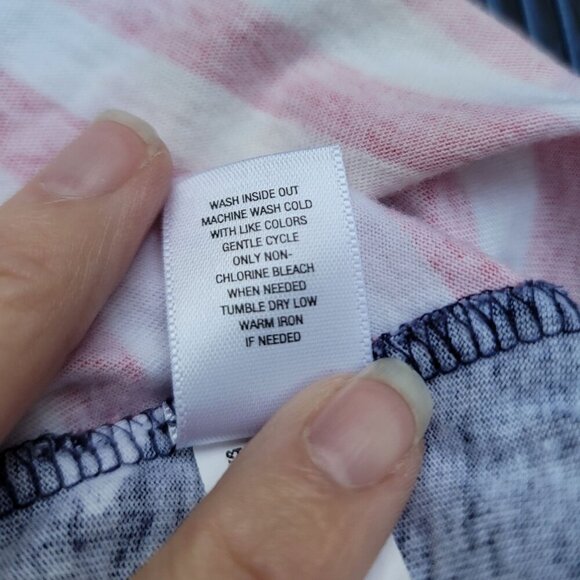 WASH INSIDE OUT
MACHINE WASH COLD
WITH LIKE COLORS
GENTLE CYCLE
ONLY NON-
CHLORINE BLEACH
WHEN NEEDED
TUMBLE DRY LOW
WARM IRON
IF NEEDED